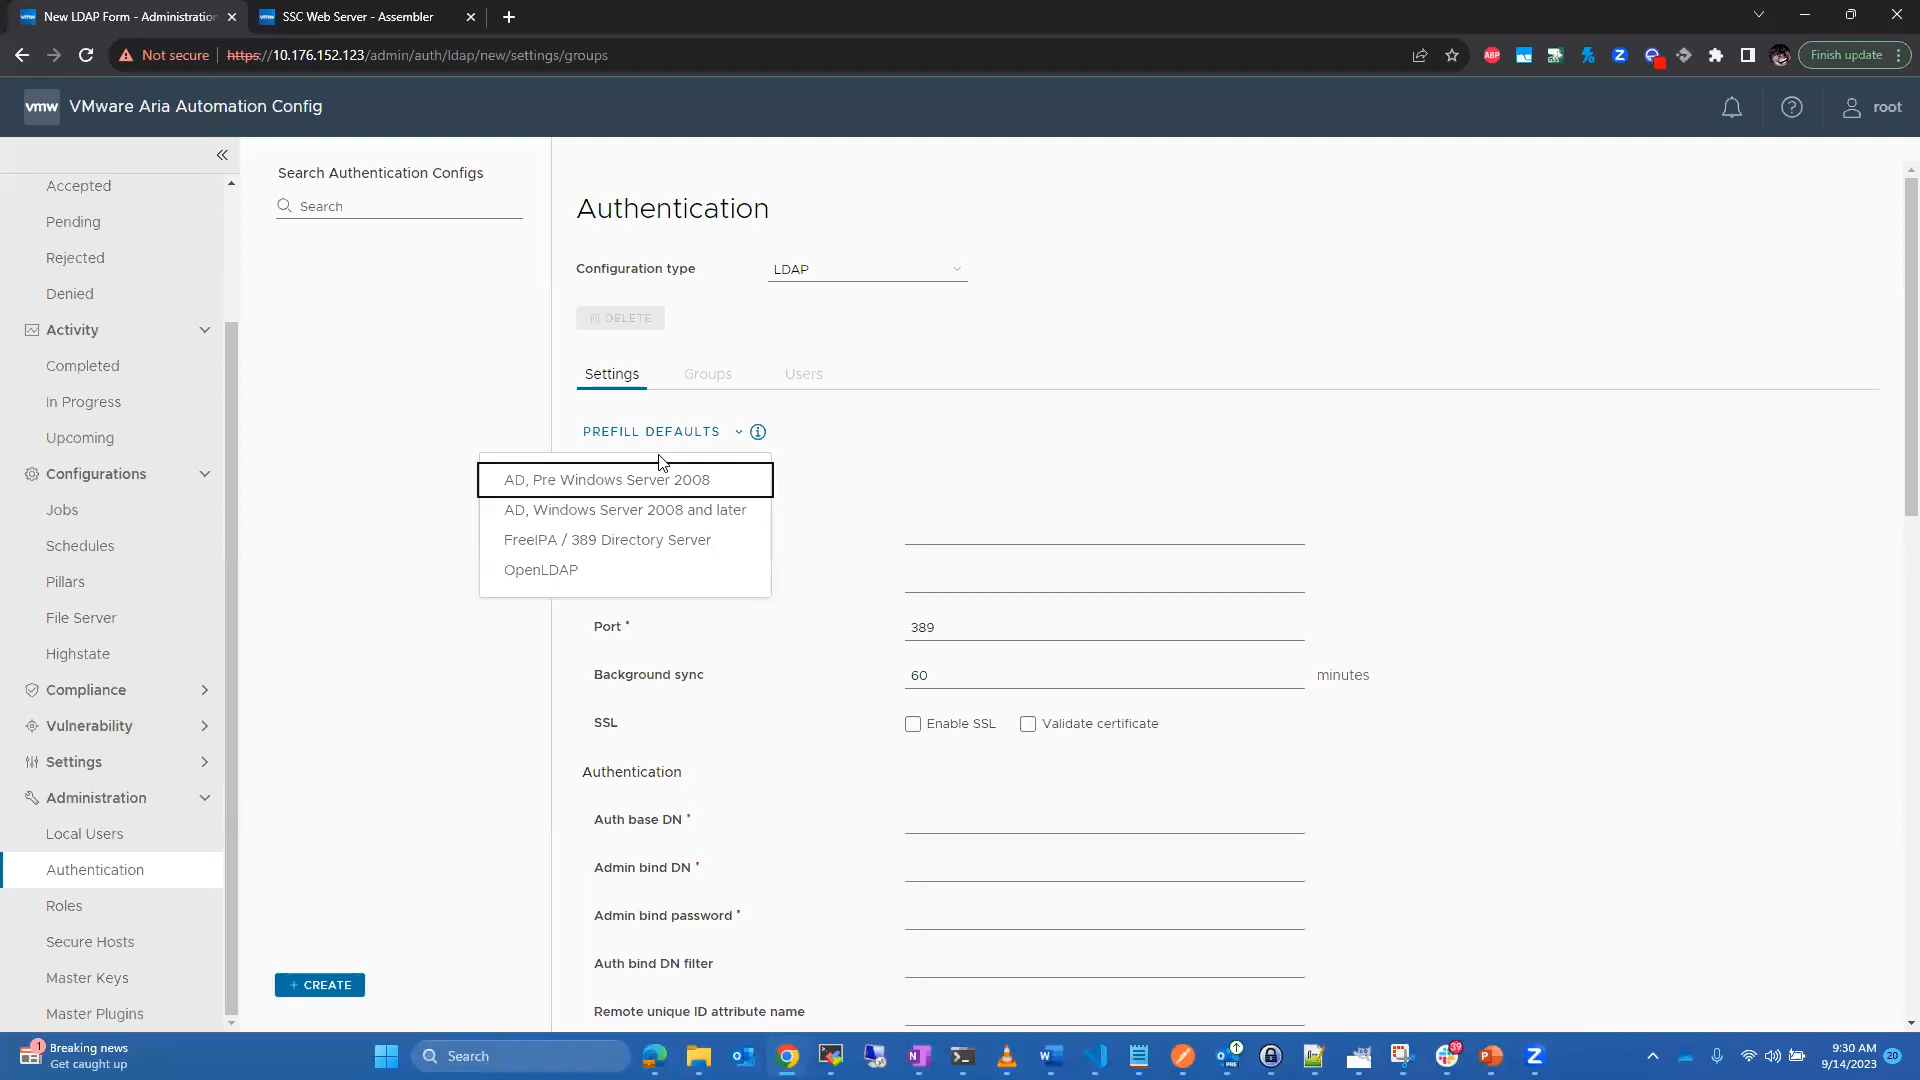 New LDAP Form - Administration
SSC Web Server - Assembler
Not secure
https://10.176.152.123/admin/auth/ldap/new/settings/groups
ABP
Finish update
vmw
VMware Aria Automation Config
root
Accepted
Pending
Rejected
Denied
Activity
Completed
In Progress
Upcoming
Configurations
Jobs
Schedules
Pillars
File Server
Highstate
Compliance
Vulnerability
Settings
Administration
Local Users
Authentication
Roles
Secure Hosts
Master Keys
Master Plugins
Search Authentication Configs
Search
+ CREATE
Authentication
Configuration type
LDAP
DELETE
Settings
Groups
Users
PREFILL DEFAULTS
AD, Pre Windows Server 2008
AD, Windows Server 2008 and later
FreeIPA / 389 Directory Server
OpenLDAP
Port *
389
Background sync
60
minutes
SSL
Enable SSL
Validate certificate
Authentication
Auth base DN *
Admin bind DN *
Admin bind password *
Auth bind DN filter
Remote unique ID attribute name
1
Breaking news
Get caught up
Search
PRE
39
9:30 AM
9/14/2023
20